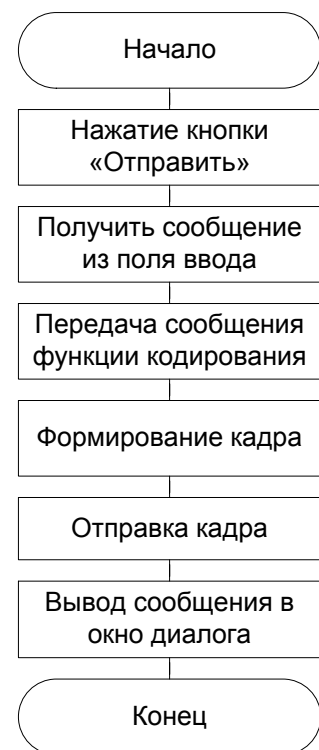 Начало
Нажатие кнопки
«Отправить»
Получить сообщение
из поля ввода
Передача сообщения
функции кодирования
Формирование кадра
Отправка кадра
Вывод сообщения в
окно диалога
Конец